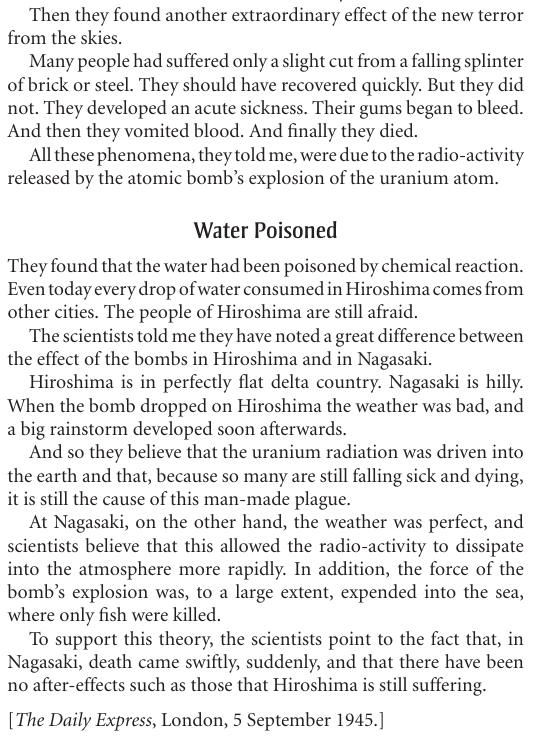 Then they found another extraordinary effect of the new terror
from the skies.
Many people had suffered only a slight cut from a falling splinter
of brick or steel. They should have recovered quickly. But they did
not. They developed an acute sickness. Their gums began to bleed.
And then they vomited blood. And finally they died.
All these phenomena, they told me, were due to the radio-activity
released by the atomic bomb’s explosion of the uranium atom.
Water Poisoned
They found that the water had been poisoned by chemical reaction.
Even today every drop of water consumed in Hiroshima comes from
other cities. The people of Hiroshima are still afraid.
The scientists told me they have noted a great difference between
the effect of the bombs in Hiroshima and in Nagasaki.
Hiroshima is in perfectly flat delta country. Nagasaki is hilly.
When the bomb dropped on Hiroshima the weather was bad, and
a big rainstorm developed soon afterwards.
And so they believe that the uranium radiation was driven into
the earth and that, because so many are still falling sick and dying,
it is still the cause of this man-made plague.
At Nagasaki, on the other hand, the weather was perfect, and
scientists believe that this allowed the radio-activity to dissipate
into the atmosphere more rapidly. In addition, the force of the
bomb’s explosion was, to a large extent, expended into the sea,
where only fish were killed.
To support this theory, the scientists point to the fact that, in
Nagasaki, death came swiftly, suddenly, and that there have been
no after-effects such as those that Hiroshima is still suffering.
[The Daily Express, London, 5 September 1945.]